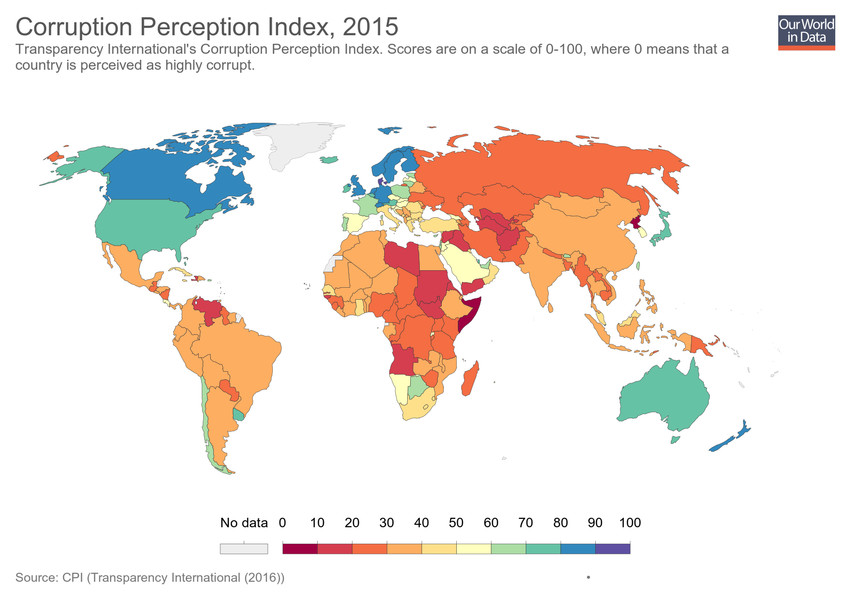 Corruption Perception Index, 2015
Our World
in Data
Transparency International's Corruption Perception Index. Scores are on a scale of 0-100, where 0 means that a
country is perceived as highly corrupt.
No data 0 10 20 30 40 50 60 70 80 90 100
Source: CPI (Transparency International (2016))